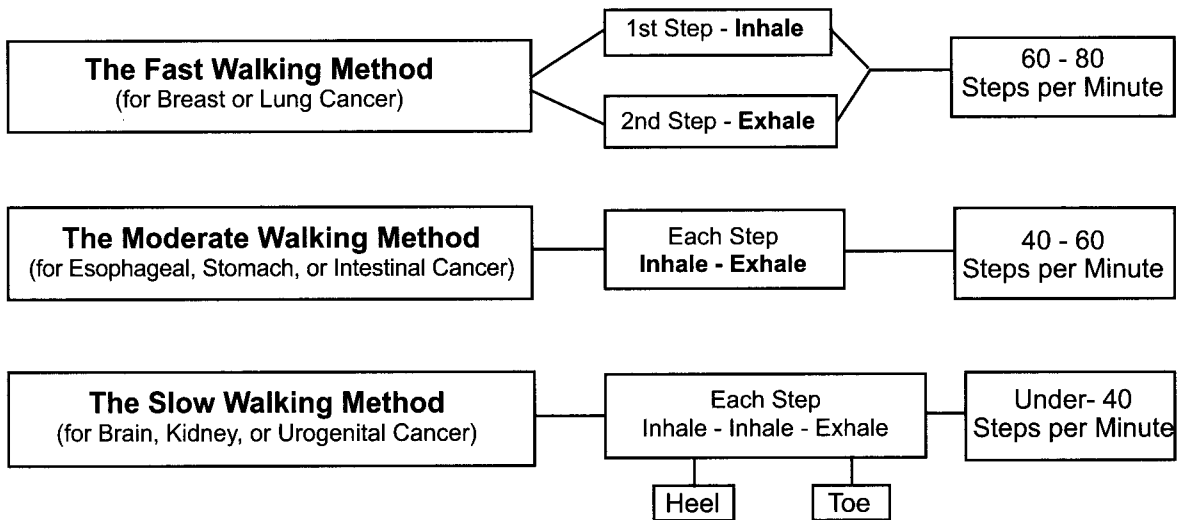 The Fast Walking Method
(for Breast or Lung Cancer)
1st Step - Inhale
2nd Step - Exhale
60 - 80
Steps per Minute
The Moderate Walking Method
(for Esophageal, Stomach, or Intestinal Cancer)
Each Step
Inhale - Exhale
40 - 60
Steps per Minute
The Slow Walking Method
(for Brain, Kidney, or Urogenital Cancer)
Each Step
Inhale - Inhale - Exhale
Heel
Toe
Under- 40
Steps per Minute